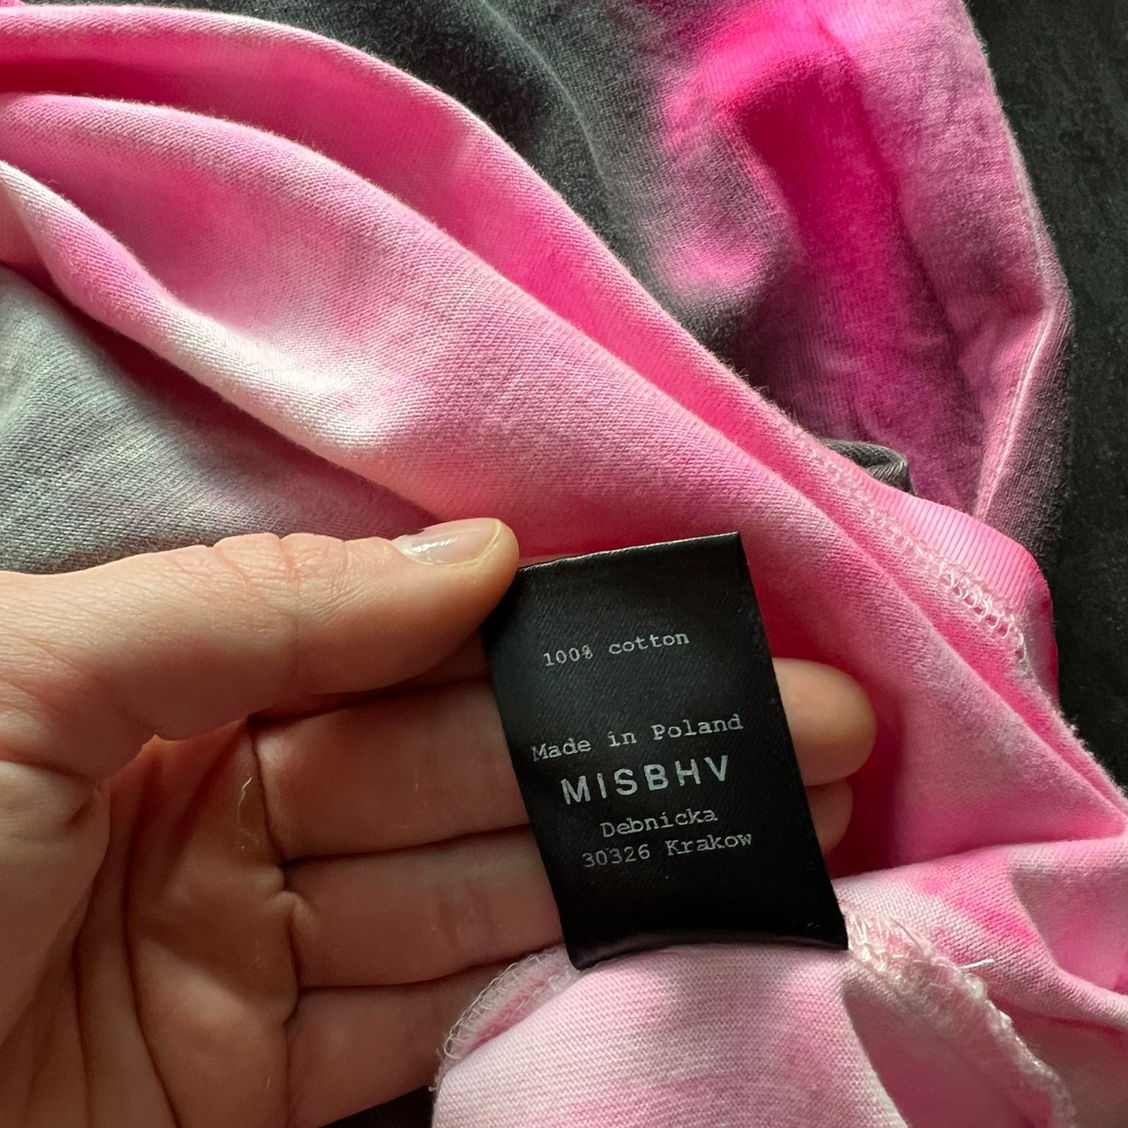 100% cotton
Made in Poland
MISBHV
Debnicka
30326 Krakow